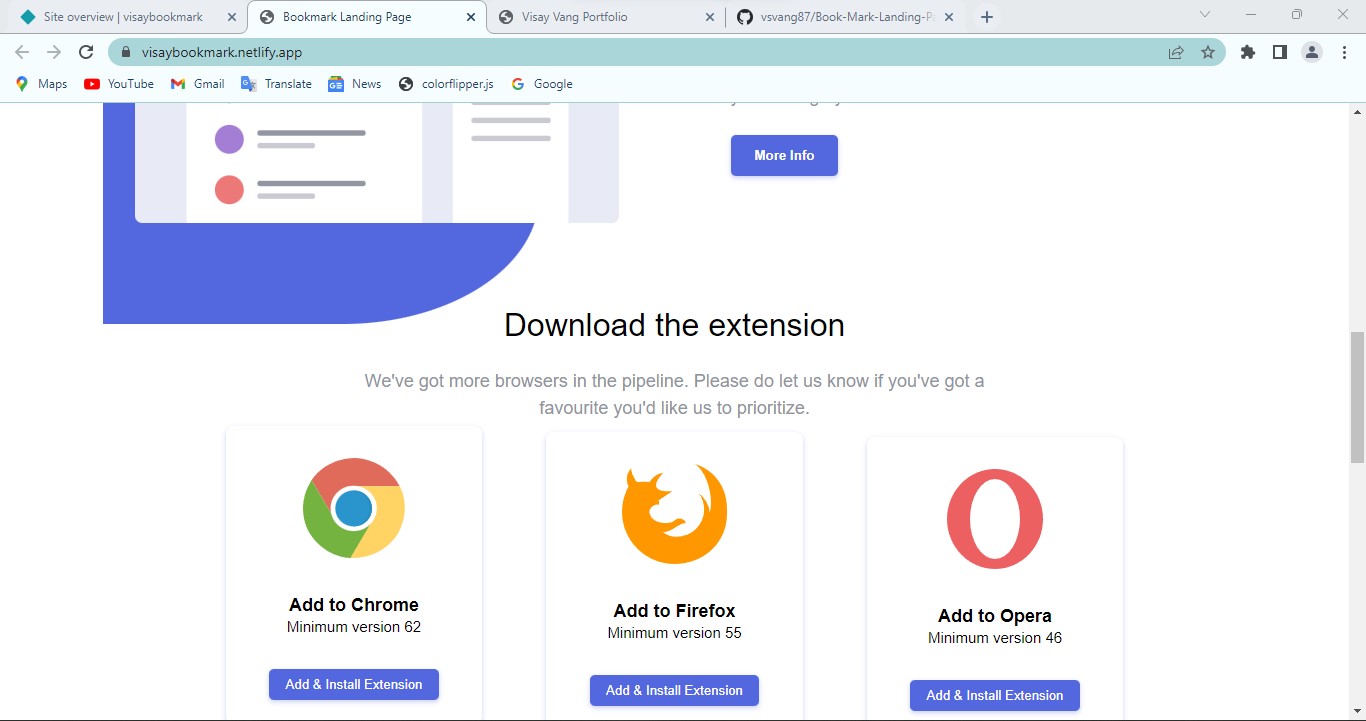 Site overview | visaybookmark
Bookmark Landing Page
Visay Vang Portfolio
vsvang87/Book-Mark-Landing-P
visaybookmark.netlify.app
Maps
YouTube
Gmail
Translate
News
colorflipper.js
Google
More Info
Download the extension
We've got more browsers in the pipeline. Please do let us know if you've got a
favourite you'd like us to prioritize.
Add to Chrome
Minimum version 62
Add & Install Extension
Add to Firefox
Minimum version 55
Add & Install Extension
Add to Opera
Minimum version 46
Add & Install Extension